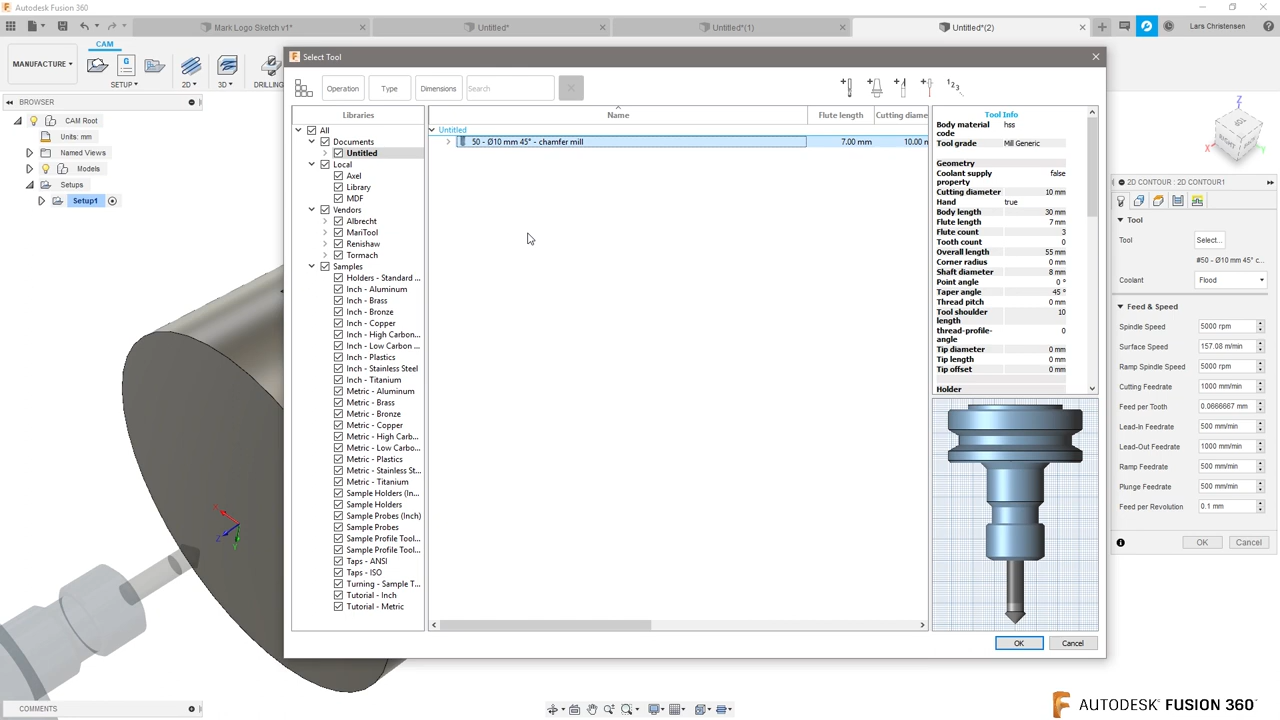 Autodesk Fusion 360
Mark Logo Sketch v1*
Untitled*
Untitled*(1)
Untitled*(2)
Lars Christensen
CAM
MANUFACTURE
SETUP
2D
3D
DRILLING
BROWSER
CAM Root
Units: mm
Named Views
Models
Setups
Setup1
Select Tool
Operation
Type
Dimensions
Search
Libraries
All
Documents
Untitled
Local
Axel
Library
MDF
Vendors
Albrecht
MariTool
Renishaw
Tormach
Samples
Holders - Standard ...
Inch - Aluminum
Inch - Brass
Inch - Bronze
Inch - Copper
Inch - High Carbon...
Inch - Low Carbon ...
Inch - Plastics
Inch - Stainless Steel
Inch - Titanium
Metric - Aluminum
Metric - Brass
Metric - Bronze
Metric - Copper
Metric - High Carb...
Metric - Low Carbo...
Metric - Plastics
Metric - Stainless St...
Metric - Titanium
Sample Holders (In...
Sample Holders
Sample Probes (Inch)
Sample Probes
Sample Profile Tool...
Sample Profile Tool...
Taps - ANSI
Taps - ISO
Turning - Sample T...
Tutorial - Inch
Tutorial - Metric
Name Flute length Cutting diame
Untitled
50 - Ø10 mm 45° - chamfer mill 7.00 mm 10.00 n
Tool Info
Body material hss
code
Tool grade Mill Generic
Geometry
Coolant supply false
property
Cutting diameter 10 mm
Hand true
Body length 30 mm
Flute length 7 mm
Flute count 3
Tooth count 0
Overall length 55 mm
Corner radius 0 mm
Shaft diameter 8 mm
Point angle 0 °
Taper angle 45 °
Thread pitch 0 mm
Tool shoulder 10
length
thread-profile- 0
angle
Tip diameter 0 mm
Tip length 0 mm
Tip offset 0 mm
Holder
OK
Cancel
2D CONTOUR : 2D CONTOUR1
Tool
Tool Select...
#50 - Ø10 mm 45° c...
Coolant Flood
Feed & Speed
Spindle Speed 5000 rpm
Surface Speed 157.08 m/min
Ramp Spindle Speed 5000 rpm
Cutting Feedrate 1000 mm/min
Feed per Tooth 0.0666667 mm
Lead-In Feedrate 500 mm/min
Lead-Out Feedrate 1000 mm/min
Ramp Feedrate 500 mm/min
Plunge Feedrate 500 mm/min
Feed per Revolution 0.1 mm
OK Cancel
COMMENTS
AUTODESK® FUSION 360™